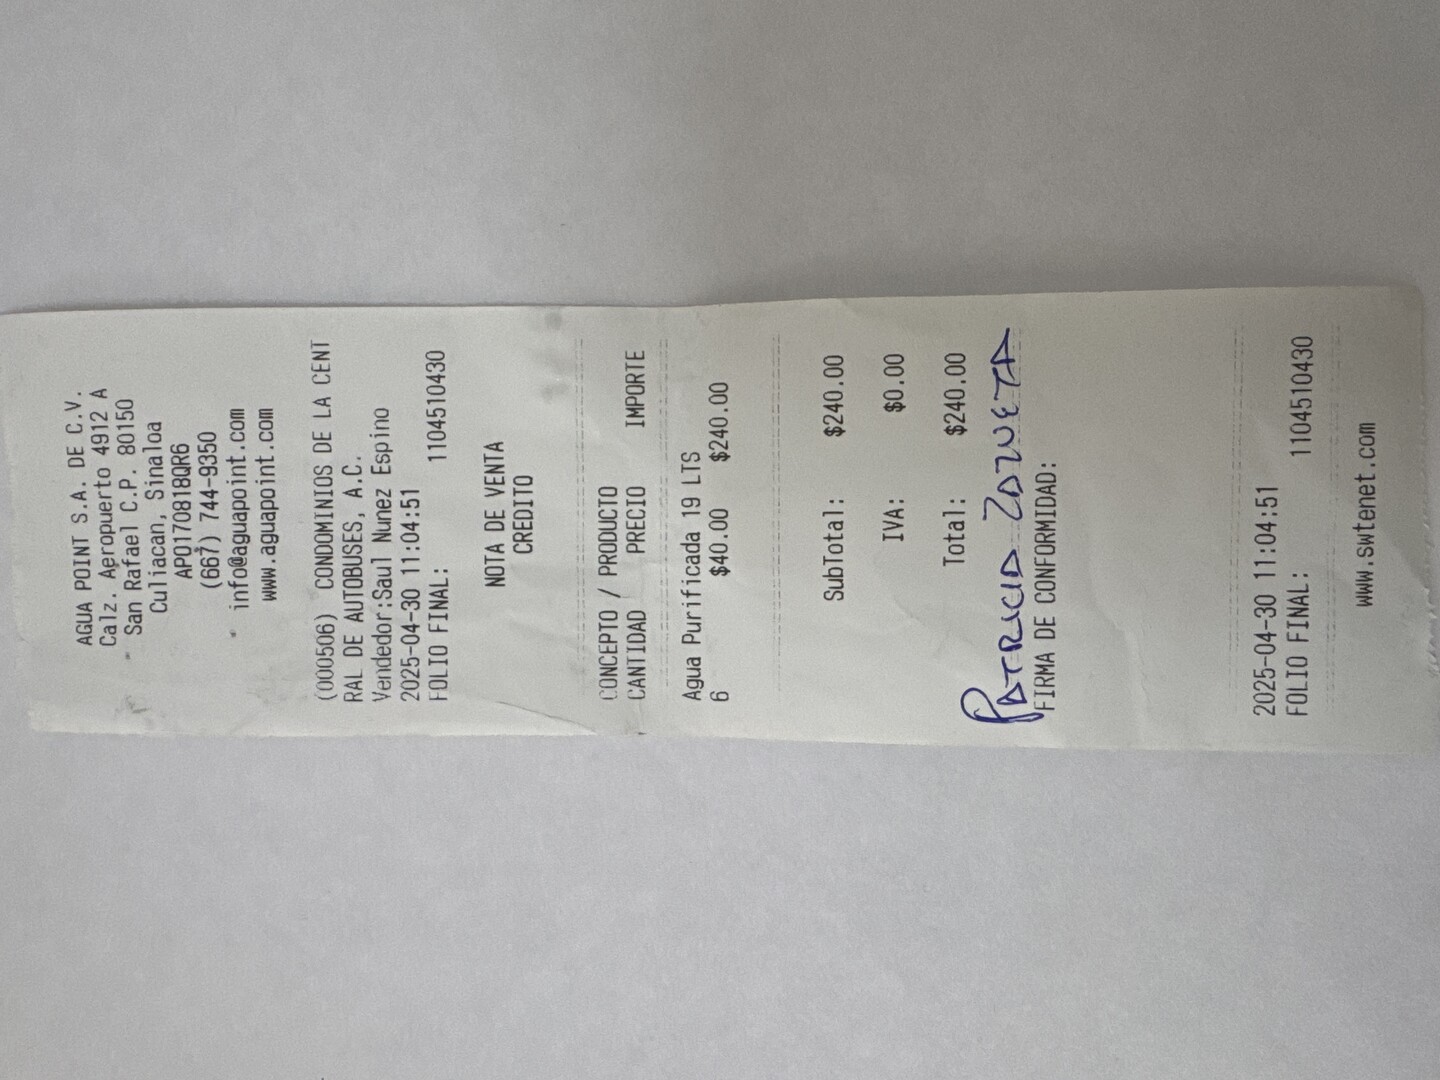 AGUA POINT S.A. DE C.V.
Calz. Aeropuerto 4912 A
San Rafael C.P. 80150
Culiacan, Sinaloa
APO170818QR6
(667) 744-9350
info@aguapoint.com
www.aguapoint.com
(000506) CONDOMINIOS DE LA CENT
RAL DE AUTOBUSES, A.C.
Vendedor:Saul Nunez Espino
2025-04-30 11:04:51
FOLIO FINAL: 1104510430
NOTA DE VENTA
CREDITO
CONCEPTO / PRODUCTO
CANTIDAD PRECIO IMPORTE
Agua Purificada 19 LTS
6 $40.00 $240.00
SubTotal: $240.00
IVA: $0.00
Total: $240.00
PATRICIA ZAZUETA
FIRMA DE CONFORMIDAD:
2025-04-30 11:04:51
FOLIO FINAL: 1104510430
www.swtenet.com